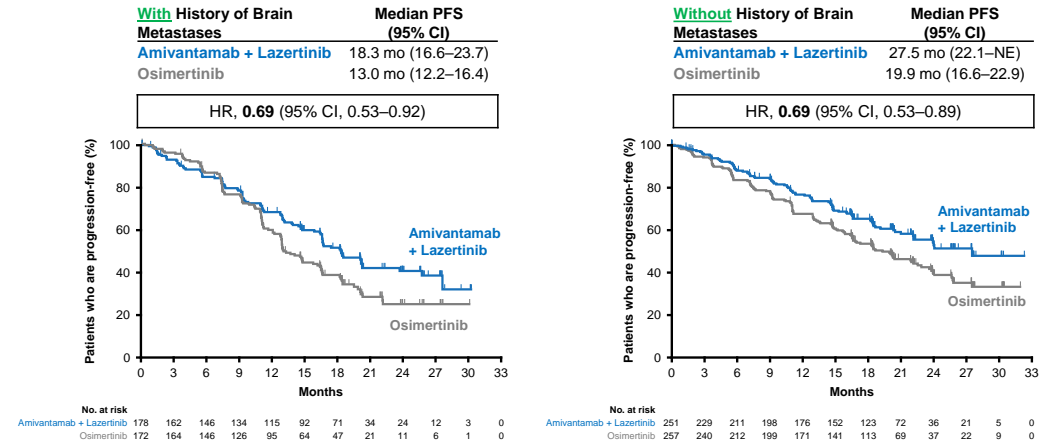 With History of Brain Metastases
Median PFS (95% CI)
Amivantamab + Lazertinib 18.3 mo (16.6–23.7)
Osimertinib 13.0 mo (12.2–16.4)
HR, 0.69 (95% CI, 0.53–0.92)
Patients who are progression-free (%)
100
80
60
40
20
0
Amivantamab
+ Lazertinib
Osimertinib
0 3 6 9 12 15 18 21 24 27 30 33
Months
No. at risk
Amivantamab + Lazertinib 178 162 146 134 115 92 71 34 24 12 3 0
Osimertinib 172 164 146 126 95 64 47 21 11 6 1 0
Without History of Brain Metastases
Median PFS (95% CI)
Amivantamab + Lazertinib 27.5 mo (22.1–NE)
Osimertinib 19.9 mo (16.6–22.9)
HR, 0.69 (95% CI, 0.53–0.89)
Patients who are progression-free (%)
100
80
60
40
20
0
Amivantamab
+ Lazertinib
Osimertinib
0 3 6 9 12 15 18 21 24 27 30 33
Months
No. at risk
Amivantamab + Lazertinib 251 229 211 198 176 152 123 72 36 21 5 0
Osimertinib 257 240 212 199 171 141 113 69 37 22 9 0